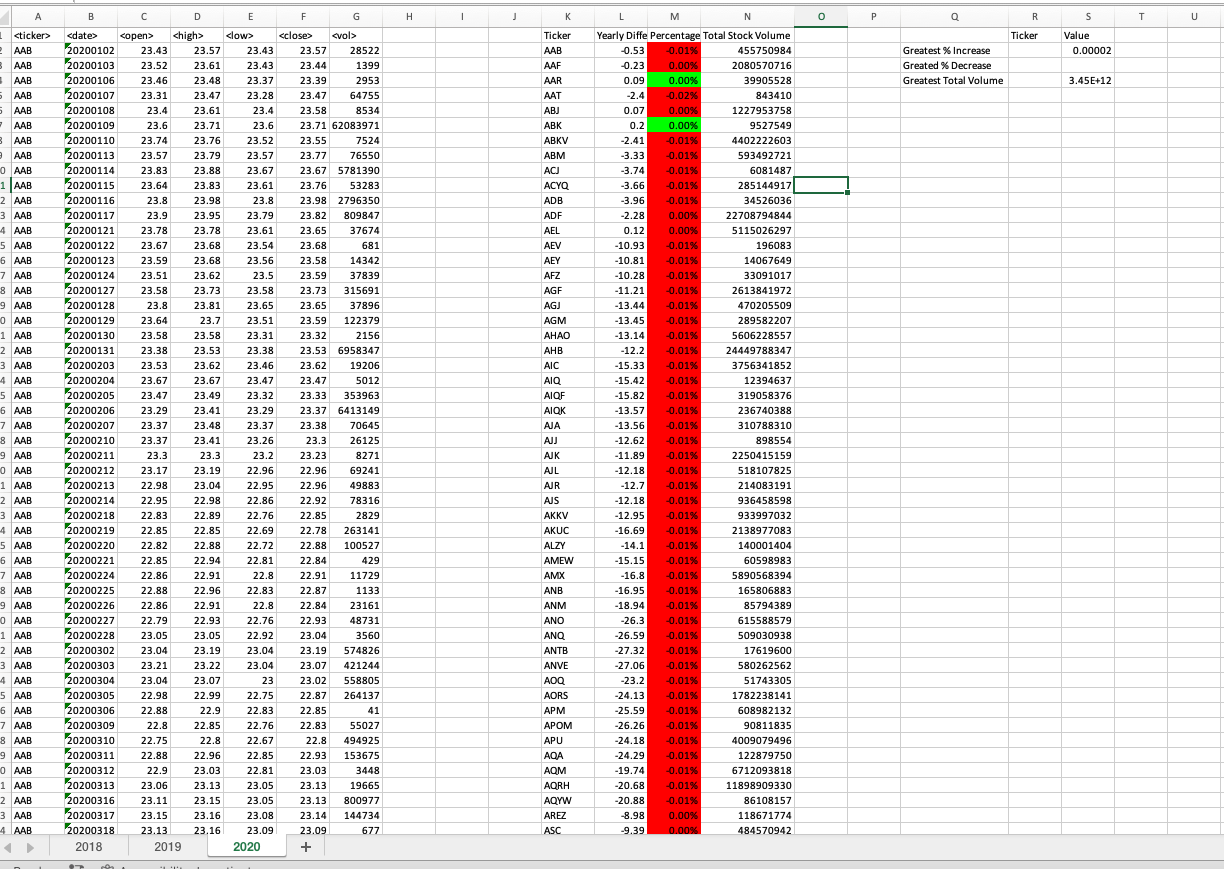 A B C D E F G H I J K L M N O P Q R S T U
<ticker> <date> <open> <high> <low> <close> <vol> Ticker Yearly Diffe Percentage Total Stock Volume Ticker Value
AAB 20200102 23.43 23.57 23.43 23.57 28522 AAB -0.53 -0.01% 455750984 Greatest % Increase 0.00002
AAB 20200103 23.52 23.61 23.43 23.44 1399 AAF -0.23 0.00% 2080570716 Greated % Decrease
AAB 20200106 23.46 23.48 23.37 23.39 2953 AAR 0.09 0.00% 39905528 Greatest Total Volume 3.45E+12
AAB 20200107 23.31 23.47 23.28 23.47 64755 AAT -2.4 -0.02% 843410
AAB 20200108 23.4 23.61 23.4 23.58 8534 ABJ 0.07 0.00% 1227953758
AAB 20200109 23.6 23.71 23.6 23.71 62083971 ABK 0.2 0.00% 9527549
AAB 20200110 23.74 23.76 23.52 23.55 7524 ABKV -2.41 -0.01% 4402222603
AAB 20200113 23.57 23.79 23.57 23.77 76550 ABM -3.33 -0.01% 593492721
AAB 20200114 23.83 23.88 23.67 23.67 5781390 ACJ -3.74 -0.01% 6081487
AAB 20200115 23.64 23.83 23.61 23.76 53283 ACYQ -3.66 -0.01% 285144917
AAB 20200116 23.8 23.98 23.8 23.98 2796350 ADB -3.96 -0.01% 34526036
AAB 20200117 23.9 23.95 23.79 23.82 809847 ADF -2.28 0.00% 22708794844
AAB 20200121 23.78 23.78 23.61 23.65 37674 AEL 0.12 0.00% 5115026297
AAB 20200122 23.67 23.68 23.54 23.68 681 AEV -10.93 -0.01% 196083
AAB 20200123 23.59 23.68 23.56 23.58 14342 AEY -10.81 -0.01% 14067649
AAB 20200124 23.51 23.62 23.5 23.59 37839 AFZ -10.28 -0.01% 33091017
AAB 20200127 23.58 23.73 23.58 23.73 315691 AGF -11.21 -0.01% 2613841972
AAB 20200128 23.8 23.81 23.65 23.65 37896 AGJ -13.44 -0.01% 470205509
AAB 20200129 23.64 23.7 23.51 23.59 122379 AGM -13.45 -0.01% 289582207
AAB 20200130 23.58 23.58 23.31 23.32 2156 AHAO -13.14 -0.01% 5606228557
AAB 20200131 23.38 23.53 23.38 23.53 6958347 AHB -12.2 -0.01% 24449788347
AAB 20200203 23.53 23.62 23.46 23.62 19206 AIC -15.33 -0.01% 3756341852
AAB 20200204 23.67 23.67 23.47 23.47 5012 AIQ -15.42 -0.01% 12394637
AAB 20200205 23.47 23.49 23.32 23.33 353963 AIQF -15.82 -0.01% 319058376
AAB 20200206 23.29 23.41 23.29 23.37 6413149 AIQK -13.57 -0.01% 236740388
AAB 20200207 23.37 23.48 23.37 23.38 70645 AJA -13.56 -0.01% 310788310
AAB 20200210 23.37 23.41 23.26 23.3 26125 AJJ -12.62 -0.01% 898554
AAB 20200211 23.3 23.3 23.2 23.23 8271 AJK -11.89 -0.01% 2250415159
AAB 20200212 23.17 23.19 22.96 22.96 69241 AJL -12.18 -0.01% 518107825
AAB 20200213 22.98 23.04 22.95 22.96 49883 AJR -12.7 -0.01% 214083191
AAB 20200214 22.95 22.98 22.86 22.92 78316 AJS -12.18 -0.01% 936458598
AAB 20200218 22.83 22.89 22.76 22.85 2829 AKKV -12.95 -0.01% 933997032
AAB 20200219 22.85 22.85 22.69 22.78 263141 AKUC -16.69 -0.01% 2138977083
AAB 20200220 22.82 22.88 22.72 22.88 100527 ALZY -14.1 -0.01% 140001404
AAB 20200221 22.85 22.94 22.81 22.84 429 AMEW -15.15 -0.01% 60598983
AAB 20200224 22.86 22.91 22.8 22.91 11729 AMX -16.8 -0.01% 5890568394
AAB 20200225 22.88 22.96 22.83 22.87 1133 ANB -16.95 -0.01% 165806883
AAB 20200226 22.86 22.91 22.8 22.84 23161 ANM -18.94 -0.01% 85794389
AAB 20200227 22.79 22.93 22.76 22.93 48731 ANO -26.3 -0.01% 615588579
AAB 20200228 23.05 23.05 22.92 23.04 3560 ANQ -26.59 -0.01% 509030938
AAB 20200302 23.04 23.19 23.04 23.19 574826 ANTB -27.32 -0.01% 17619600
AAB 20200303 23.21 23.22 23.04 23.07 421244 ANVE -27.06 -0.01% 580262562
AAB 20200304 23.04 23.07 23 23.02 558805 AOQ -23.2 -0.01% 51743305
AAB 20200305 22.98 22.99 22.75 22.87 264137 AORS -24.13 -0.01% 1782238141
AAB 20200306 22.88 22.9 22.83 22.85 41 APM -25.59 -0.01% 608982132
AAB 20200309 22.8 22.85 22.76 22.83 55027 APOM -26.26 -0.01% 90811835
AAB 20200310 22.75 22.8 22.67 22.8 494925 APU -24.18 -0.01% 4009079496
AAB 20200311 22.88 22.96 22.85 22.93 153675 AQA -24.29 -0.01% 122879750
AAB 20200312 22.9 23.03 22.81 23.03 3448 AQM -19.74 -0.01% 6712093818
AAB 20200313 23.06 23.13 23.05 23.13 19665 AQRH -20.68 -0.01% 11898909330
AAB 20200316 23.11 23.15 23.05 23.13 800977 AQYW -20.88 -0.01% 86108157
AAB 20200317 23.15 23.16 23.08 23.14 144734 AREZ -8.98 0.00% 118671774
AAB 20200318 23.13 23.16 23.09 23.09 677 ASC -9.39 0.00% 484570942
2018 2019 2020 +